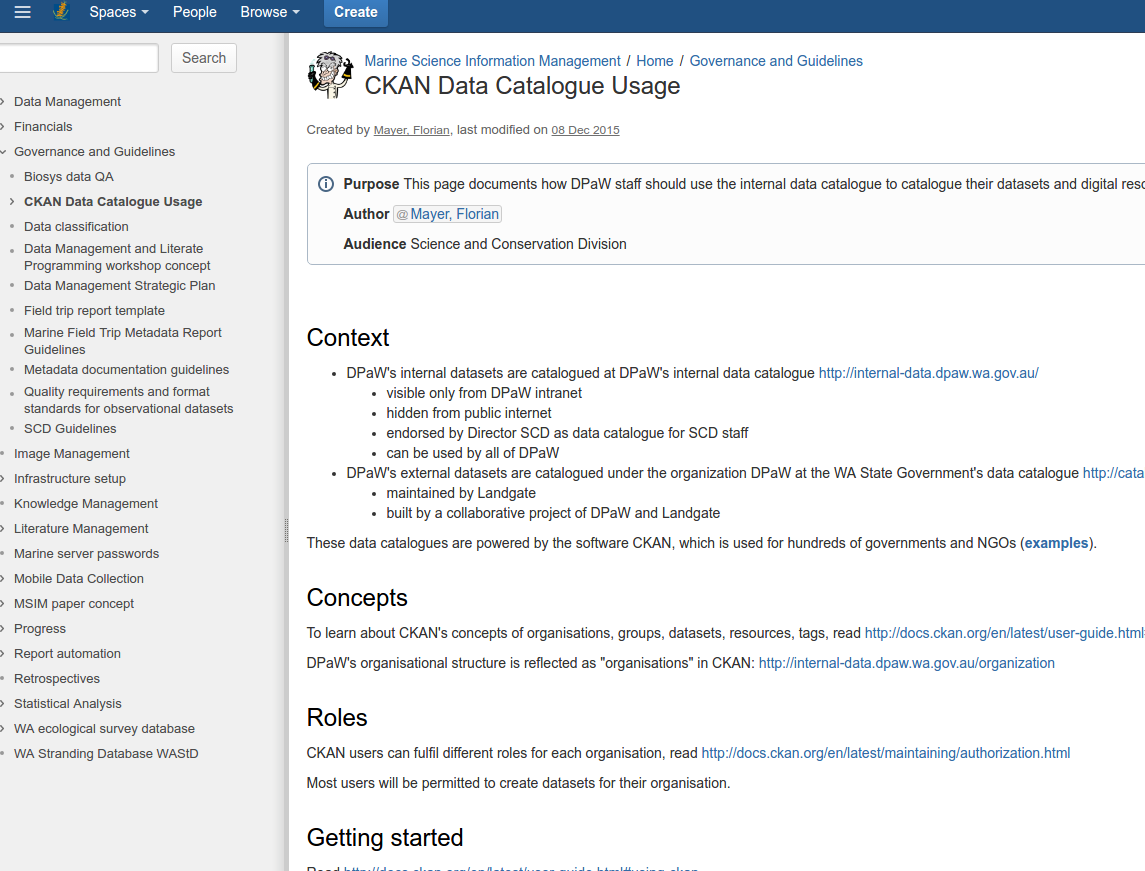 Spaces People Browse Create
Search
Data Management
Financials
Governance and Guidelines
Biosys data QA
CKAN Data Catalogue Usage
Data classification
Data Management and Literate
Programming workshop concept
Data Management Strategic Plan
Field trip report template
Marine Field Trip Metadata Report
Guidelines
Metadata documentation guidelines
Quality requirements and format
standards for observational datasets
SCD Guidelines
Image Management
Infrastructure setup
Knowledge Management
Literature Management
Marine server passwords
Mobile Data Collection
MSIM paper concept
Progress
Report automation
Retrospectives
Statistical Analysis
WA ecological survey database
WA Stranding Database WAStD
Marine Science Information Management / Home / Governance and Guidelines
CKAN Data Catalogue Usage
Created by Mayer, Florian, last modified on 08 Dec 2015
Purpose This page documents how DPaW staff should use the internal data catalogue to catalogue their datasets and digital reso
Author @Mayer, Florian
Audience Science and Conservation Division
Context
• DPaW's internal datasets are catalogued at DPaW's internal data catalogue http://internal-data.dpaw.wa.gov.au/
• visible only from DPaW intranet
• hidden from public internet
• endorsed by Director SCD as data catalogue for SCD staff
• can be used by all of DPaW
• DPaW's external datasets are catalogued under the organization DPaW at the WA State Government's data catalogue http://cata
• maintained by Landgate
• built by a collaborative project of DPaW and Landgate
These data catalogues are powered by the software CKAN, which is used for hundreds of governments and NGOs (examples).
Concepts
To learn about CKAN's concepts of organisations, groups, datasets, resources, tags, read http://docs.ckan.org/en/latest/user-guide.html
DPaW's organisational structure is reflected as "organisations" in CKAN: http://internal-data.dpaw.wa.gov.au/organization
Roles
CKAN users can fulfil different roles for each organisation, read http://docs.ckan.org/en/latest/maintaining/authorization.html
Most users will be permitted to create datasets for their organisation.
Getting started
Read http://docs.ckan.org/en/latest/user-guide.html#using-ckan